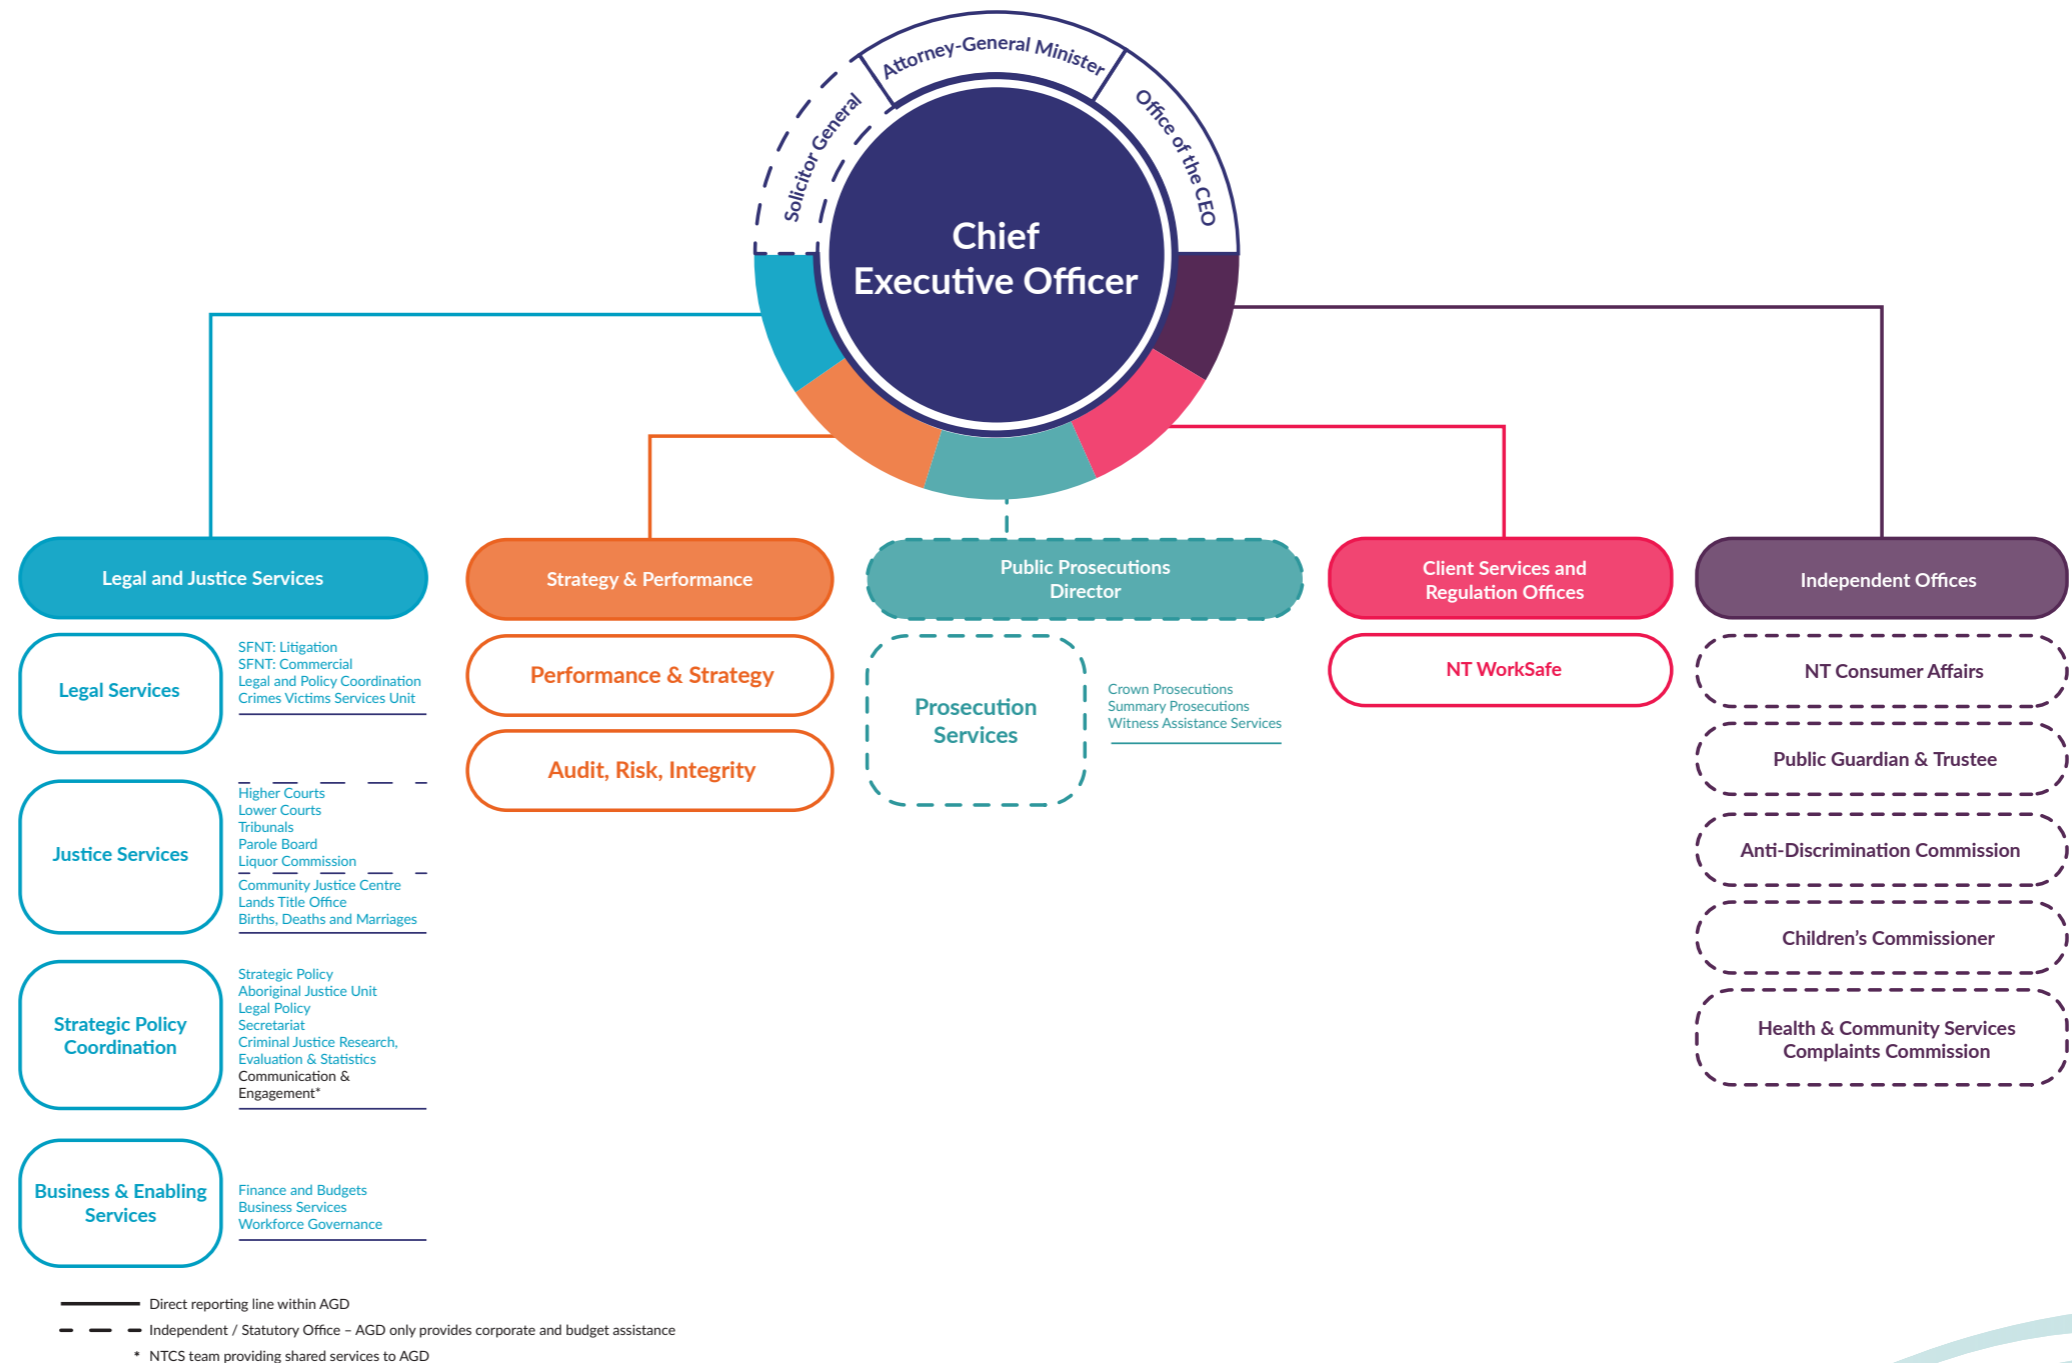 Solicitor General
Attorney-General Minister
Office of the CEO
Chief
Executive Officer
Legal and Justice Services
Legal Services
SFNT: Litigation
SFNT: Commercial
Legal and Policy Coordination
Crimes Victims Services Unit
Justice Services
Higher Courts
Lower Courts
Tribunals
Parole Board
Liquor Commission
Community Justice Centre
Lands Title Office
Births, Deaths and Marriages
Strategic Policy
Coordination
Strategic Policy
Aboriginal Justice Unit
Legal Policy
Secretariat
Criminal Justice Research,
Evaluation & Statistics
Communication &
Engagement*
Business & Enabling
Services
Finance and Budgets
Business Services
Workforce Governance
Strategy & Performance
Performance & Strategy
Audit, Risk, Integrity
Public Prosecutions
Director
Prosecution
Services
Crown Prosecutions
Summary Prosecutions
Witness Assistance Services
Client Services and
Regulation Offices
NT WorkSafe
Independent Offices
NT Consumer Affairs
Public Guardian & Trustee
Anti-Discrimination Commission
Children’s Commissioner
Health & Community Services
Complaints Commission
Direct reporting line within AGD
Independent / Statutory Office – AGD only provides corporate and budget assistance
* NTCS team providing shared services to AGD